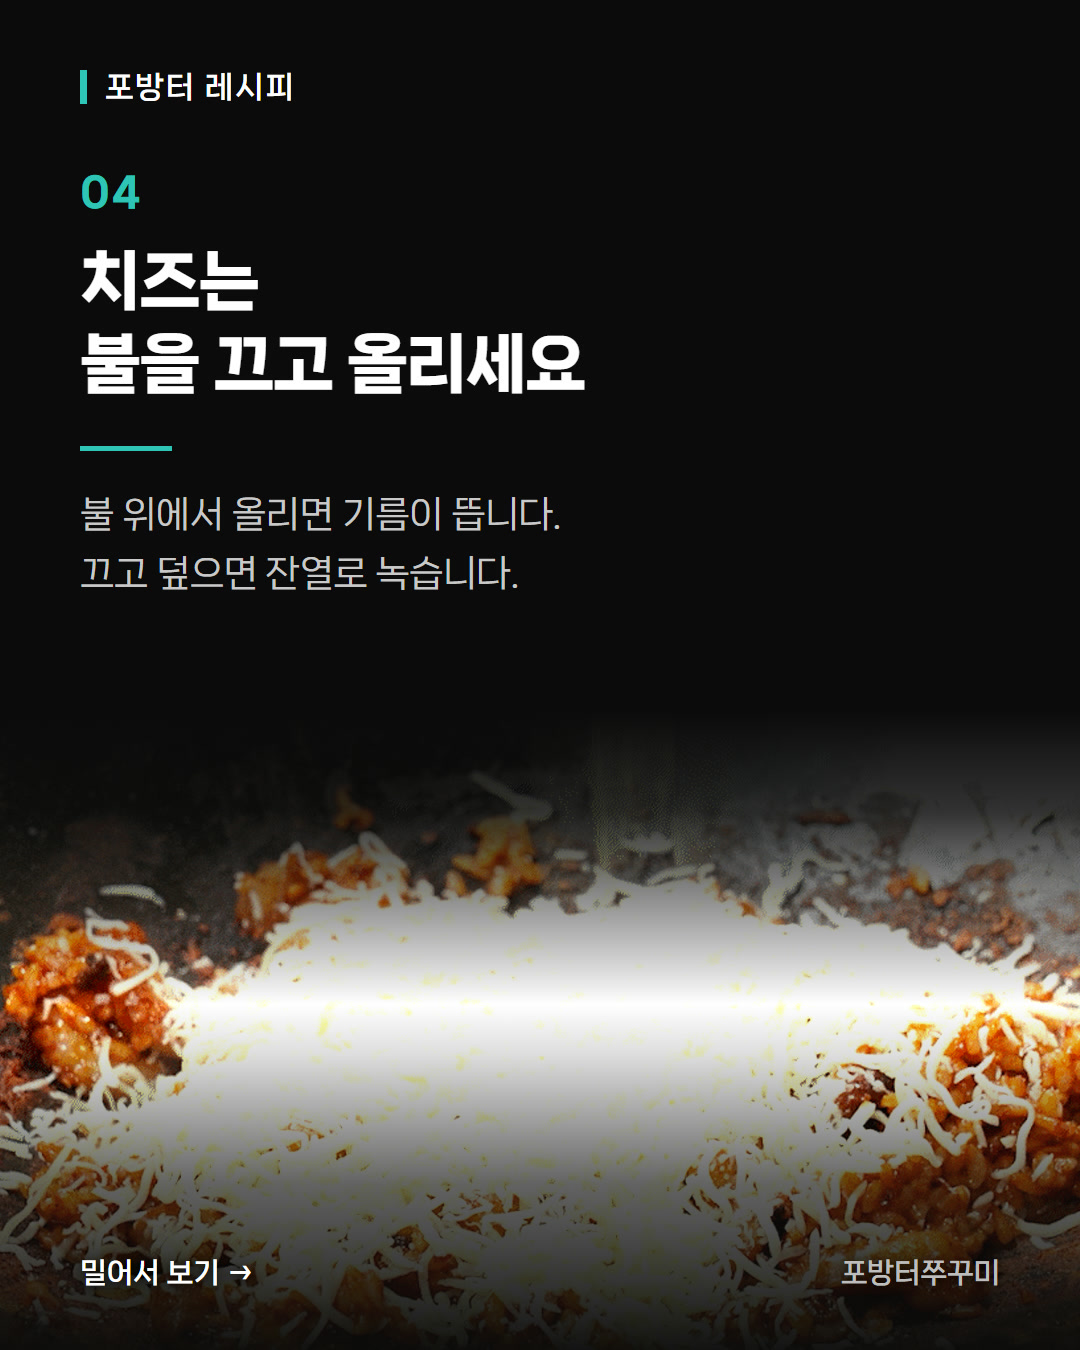 포방터 레시피
04
치즈는
불을 끄고 올리세요
불 위에서 올리면 기름이 뜹니다.
끄고 덮으면 잔열로 녹습니다.
밀어서 보기 →
포방터쭈꾸미